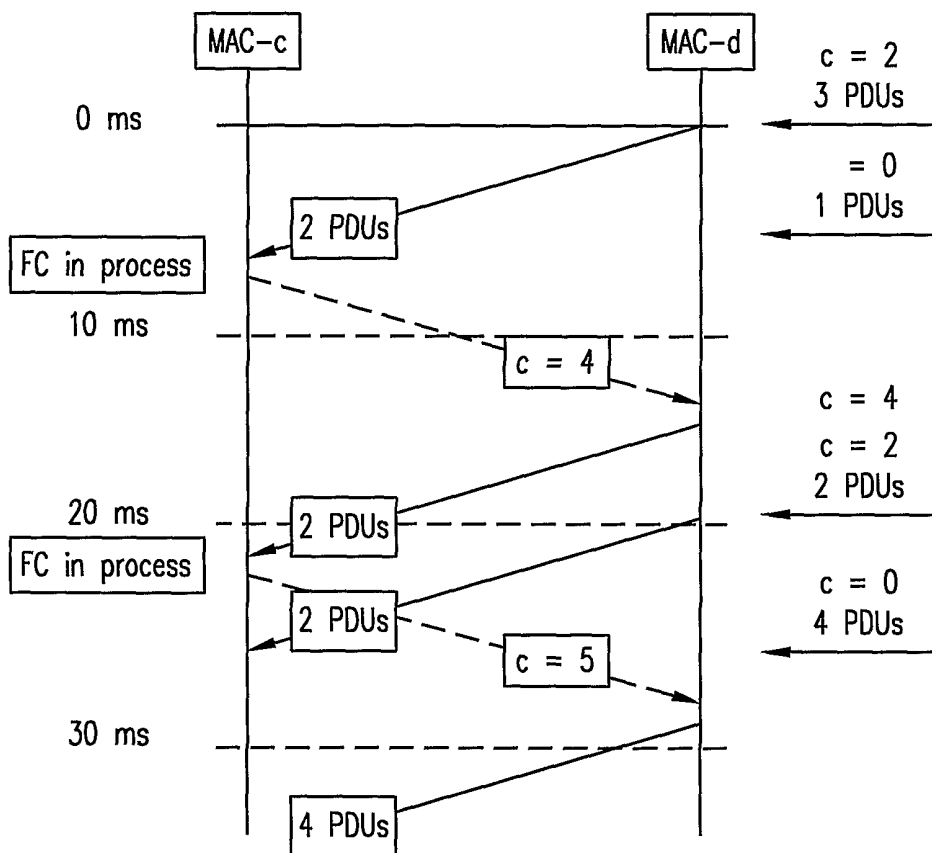 MAC-c
MAC-d
c = 2
3 PDUs
0 ms
= 0
1 PDUs
2 PDUs
FC in process
10 ms
c = 4
c = 4
c = 2
2 PDUs
20 ms
2 PDUs
FC in process
c = 0
4 PDUs
2 PDUs
c = 5
30 ms
4 PDUs